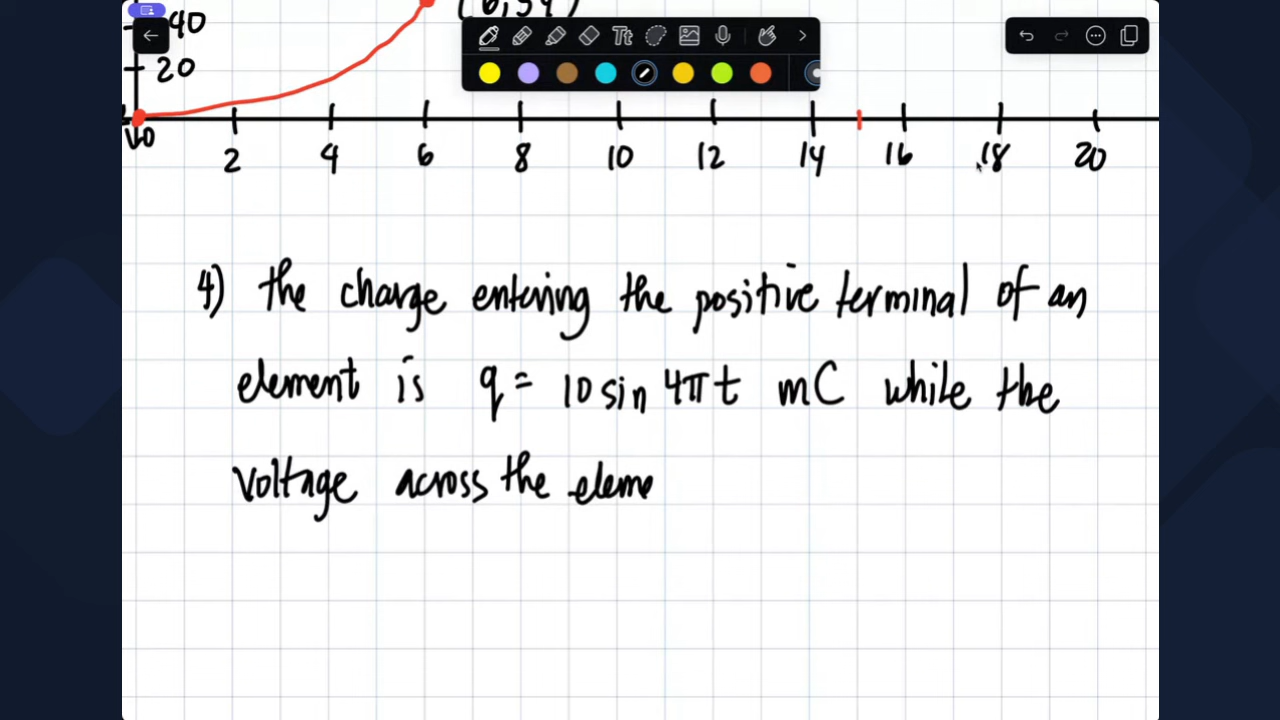 40
20
2 4 6 8 10 12 14 16 18 20
4) the charge entering the positive terminal of an
element is q = 10 sin 4πt mC while the
voltage across the eleme